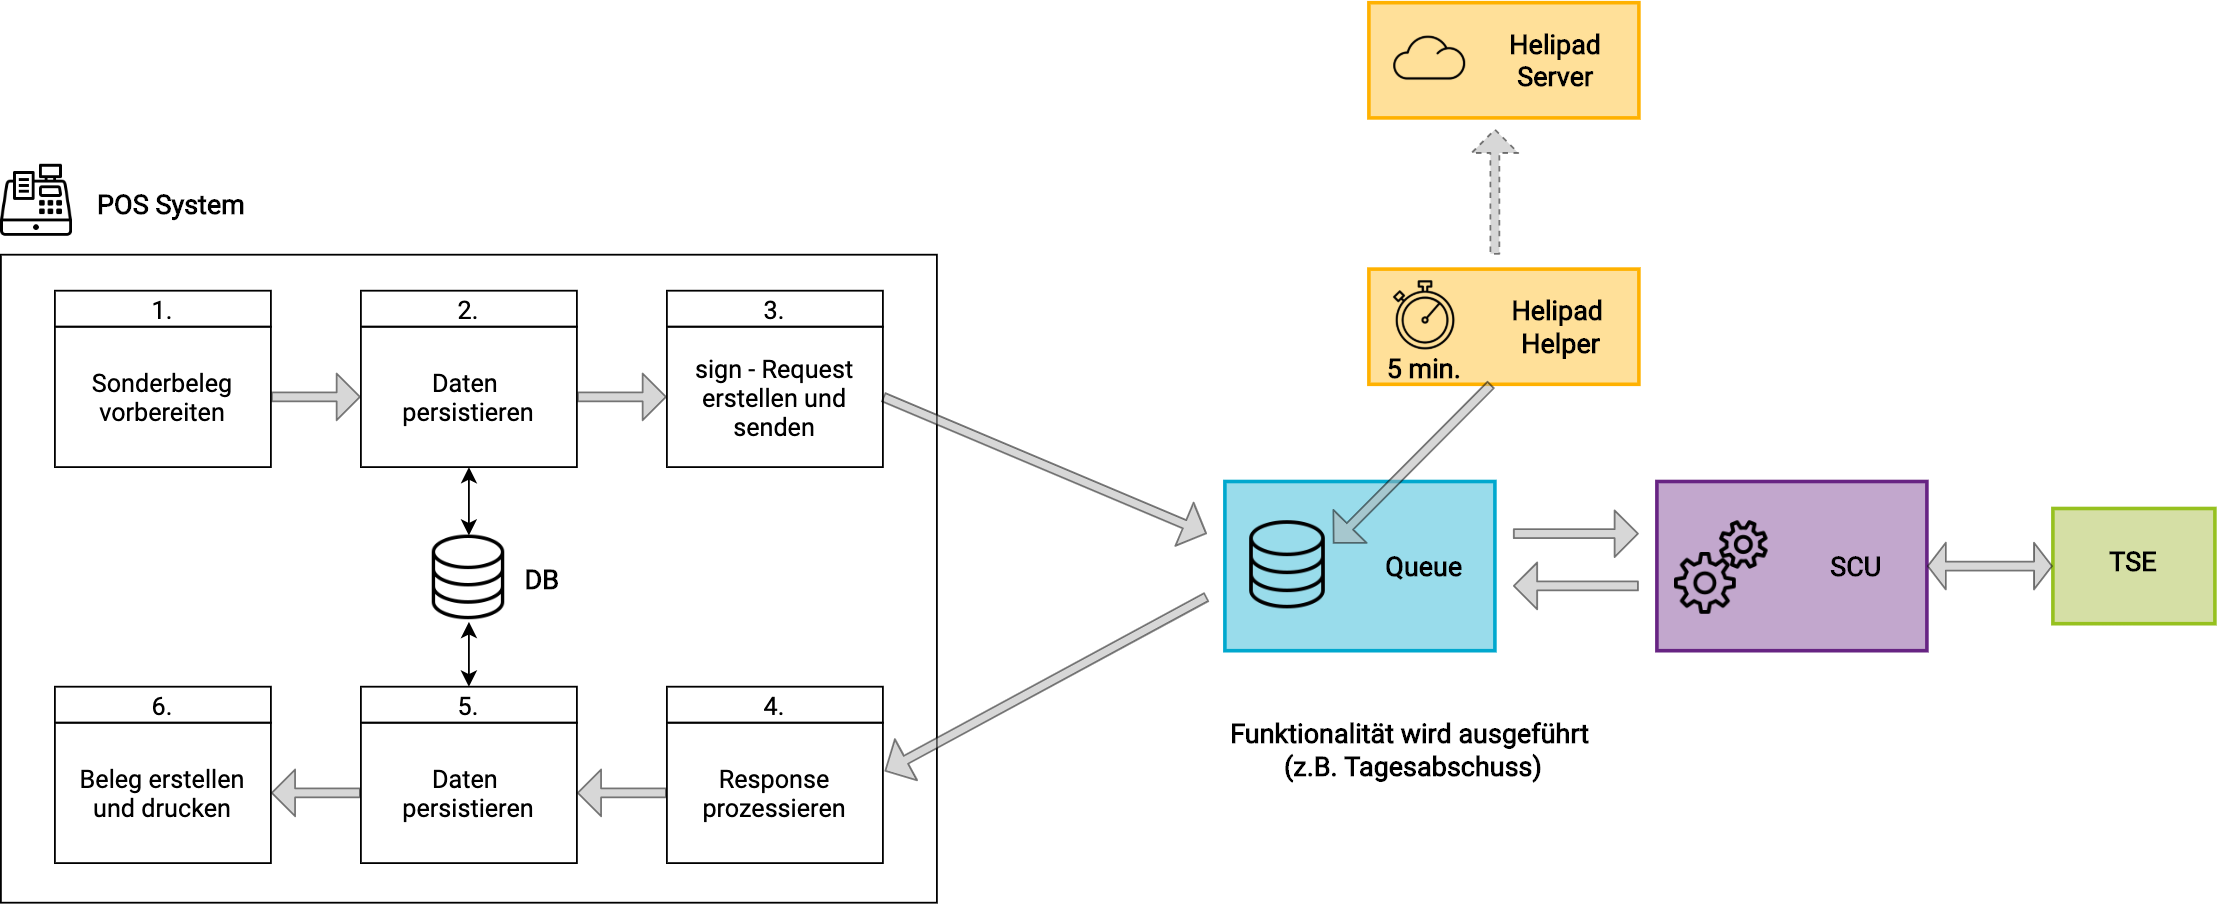 Helipad
Server
POS System
1.
Sonderbeleg
vorbereiten
2.
Daten
persistieren
3.
sign - Request
erstellen und
senden
Helipad
Helper
5 min.
DB
Queue
SCU
TSE
6.
Beleg erstellen
und drucken
5.
Daten
persistieren
4.
Response
prozessieren
Funktionalität wird ausgeführt
(z.B. Tagesabschuss)